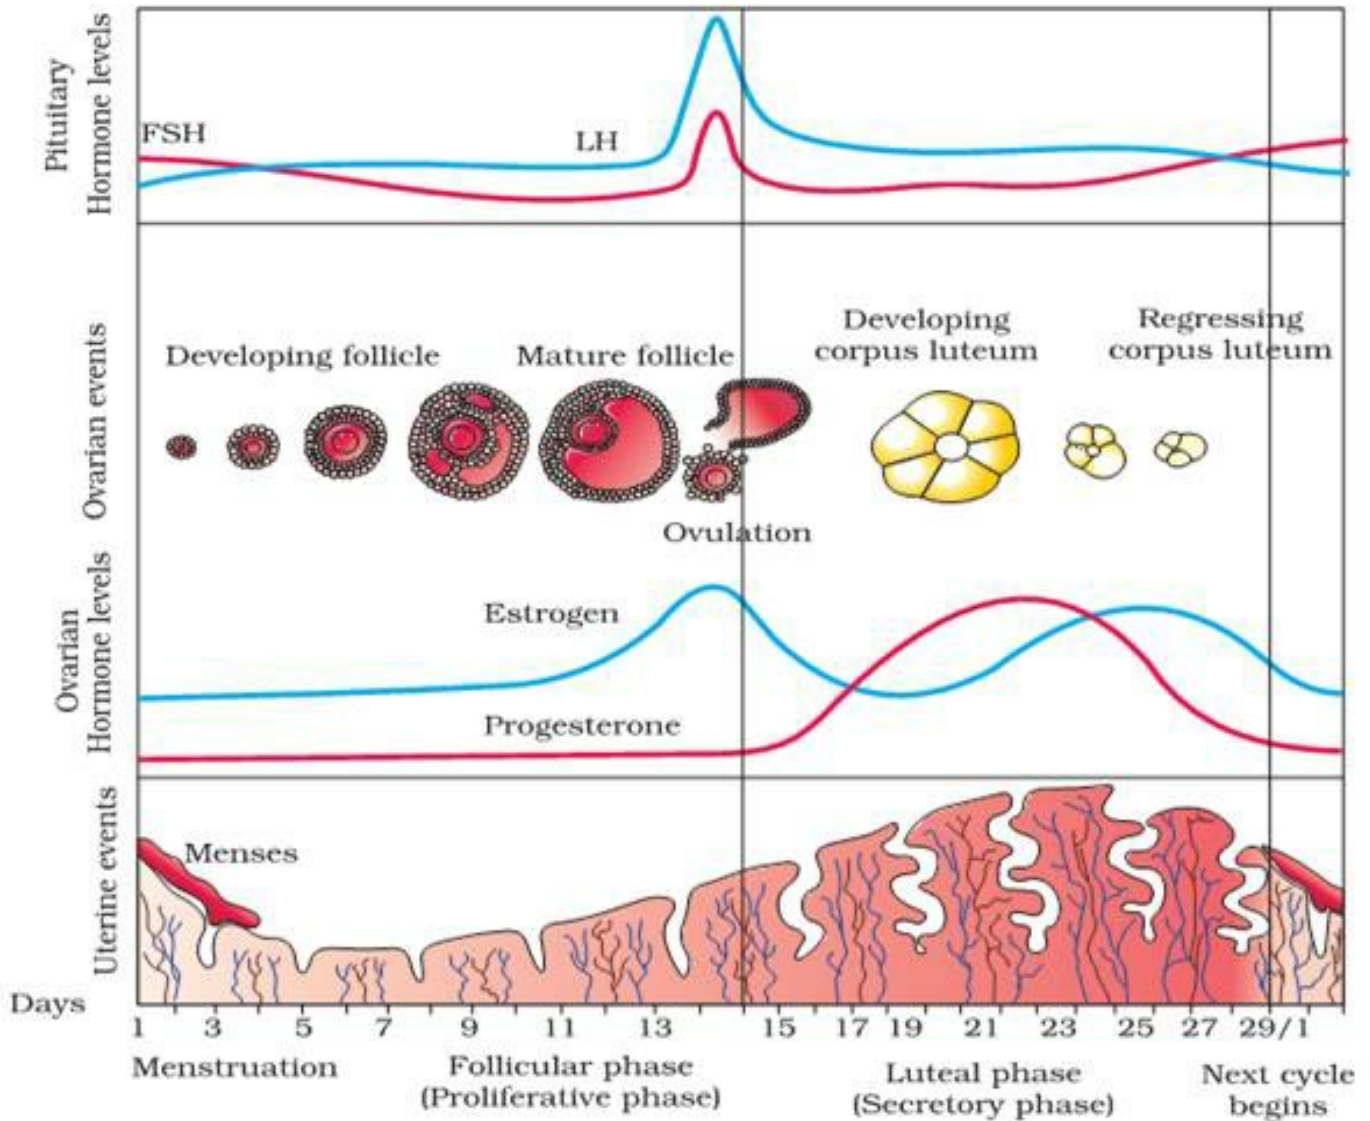 Pituitary
Hormone levels
FSH
LH
Ovarian events
Developing follicle
Mature follicle
Developing
corpus luteum
Regressing
corpus luteum
Ovulation
Ovarian
Hormone levels
Estrogen
Progesterone
Uterine events
Menses
Days
1 3 5 7 9 11 13 15 17 19 21 23 25 27 29/1
Menstruation
Follicular phase
(Proliferative phase)
Luteal phase
(Secretory phase)
Next cycle
begins